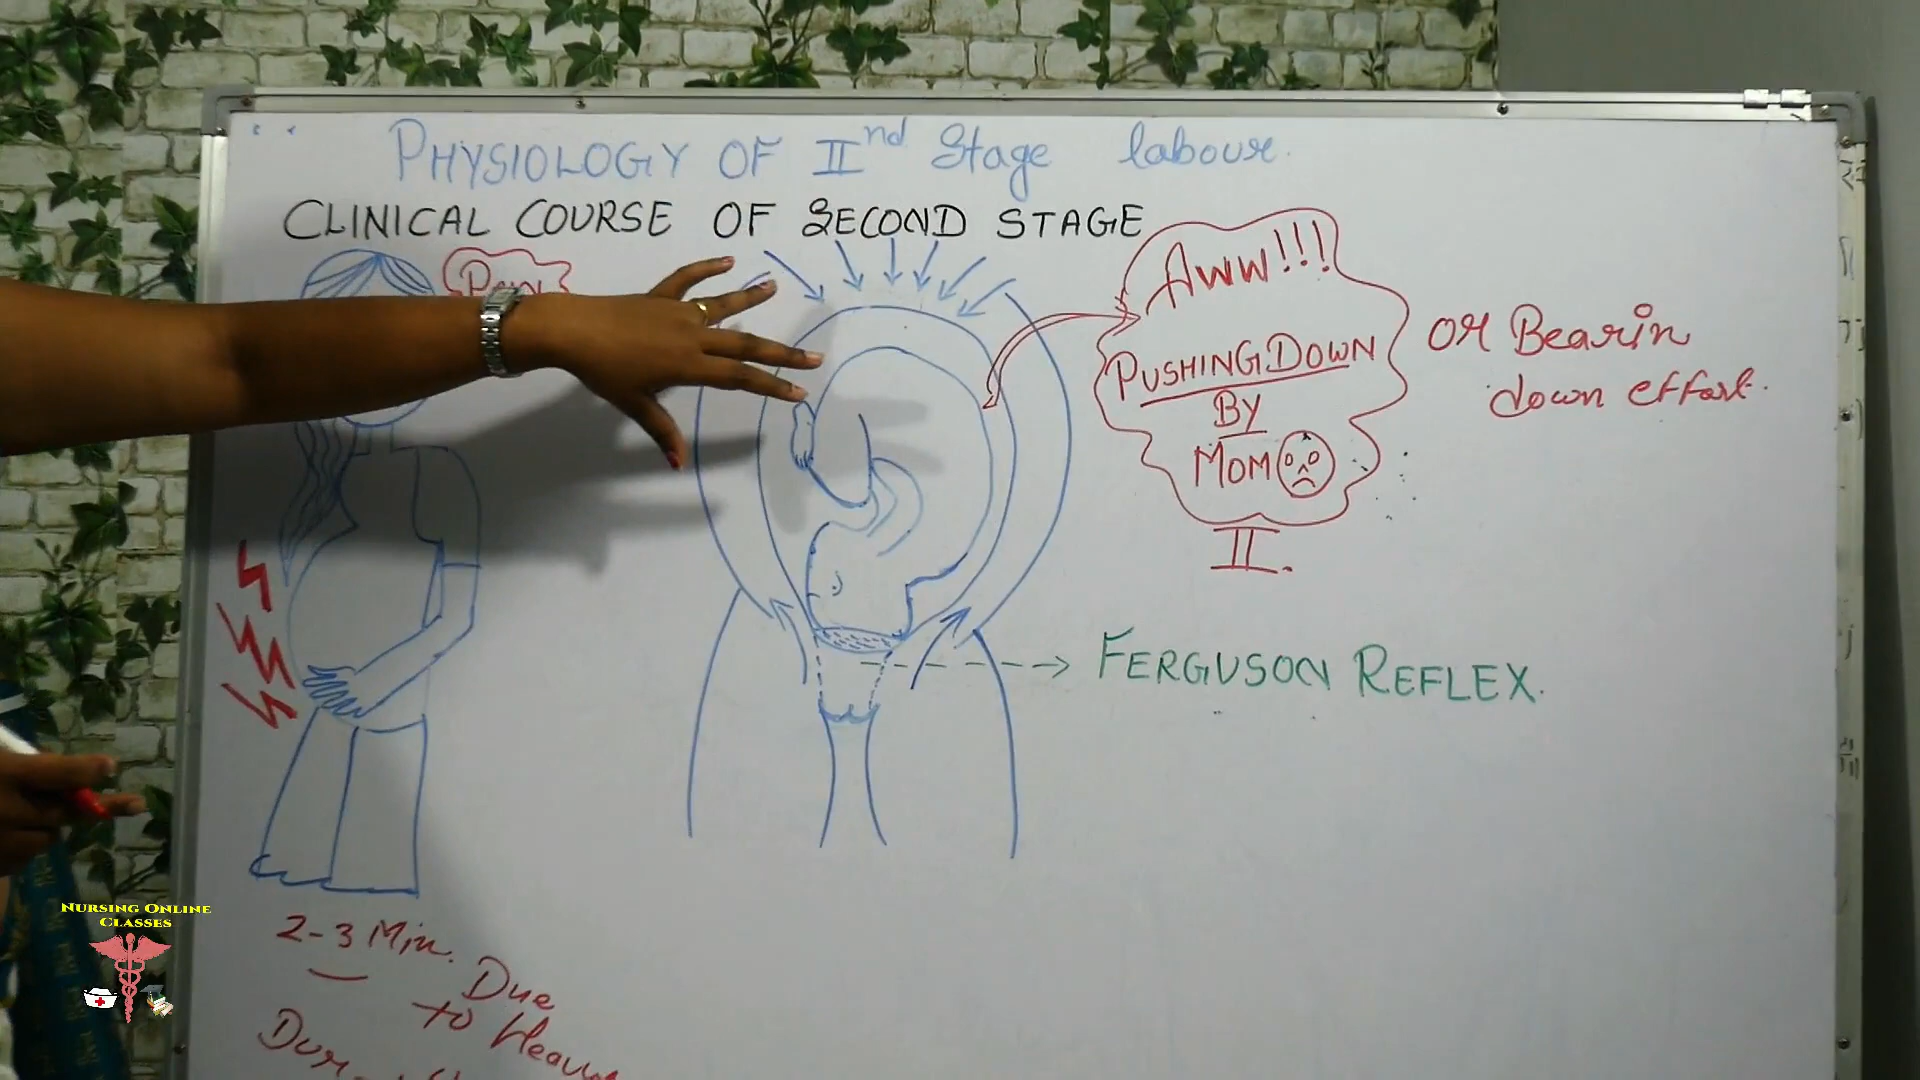 PHYSIOLOGY OF IInd Stage labour.
CLINICAL COURSE OF SECOND STAGE
AWW!!!
PUSHING DOWN
BY
MOM
II.
or Bearin
down effort.
FERGUSON REFLEX.
2-3 Min.
Due
to
NURSING ONLINE
CLASSES